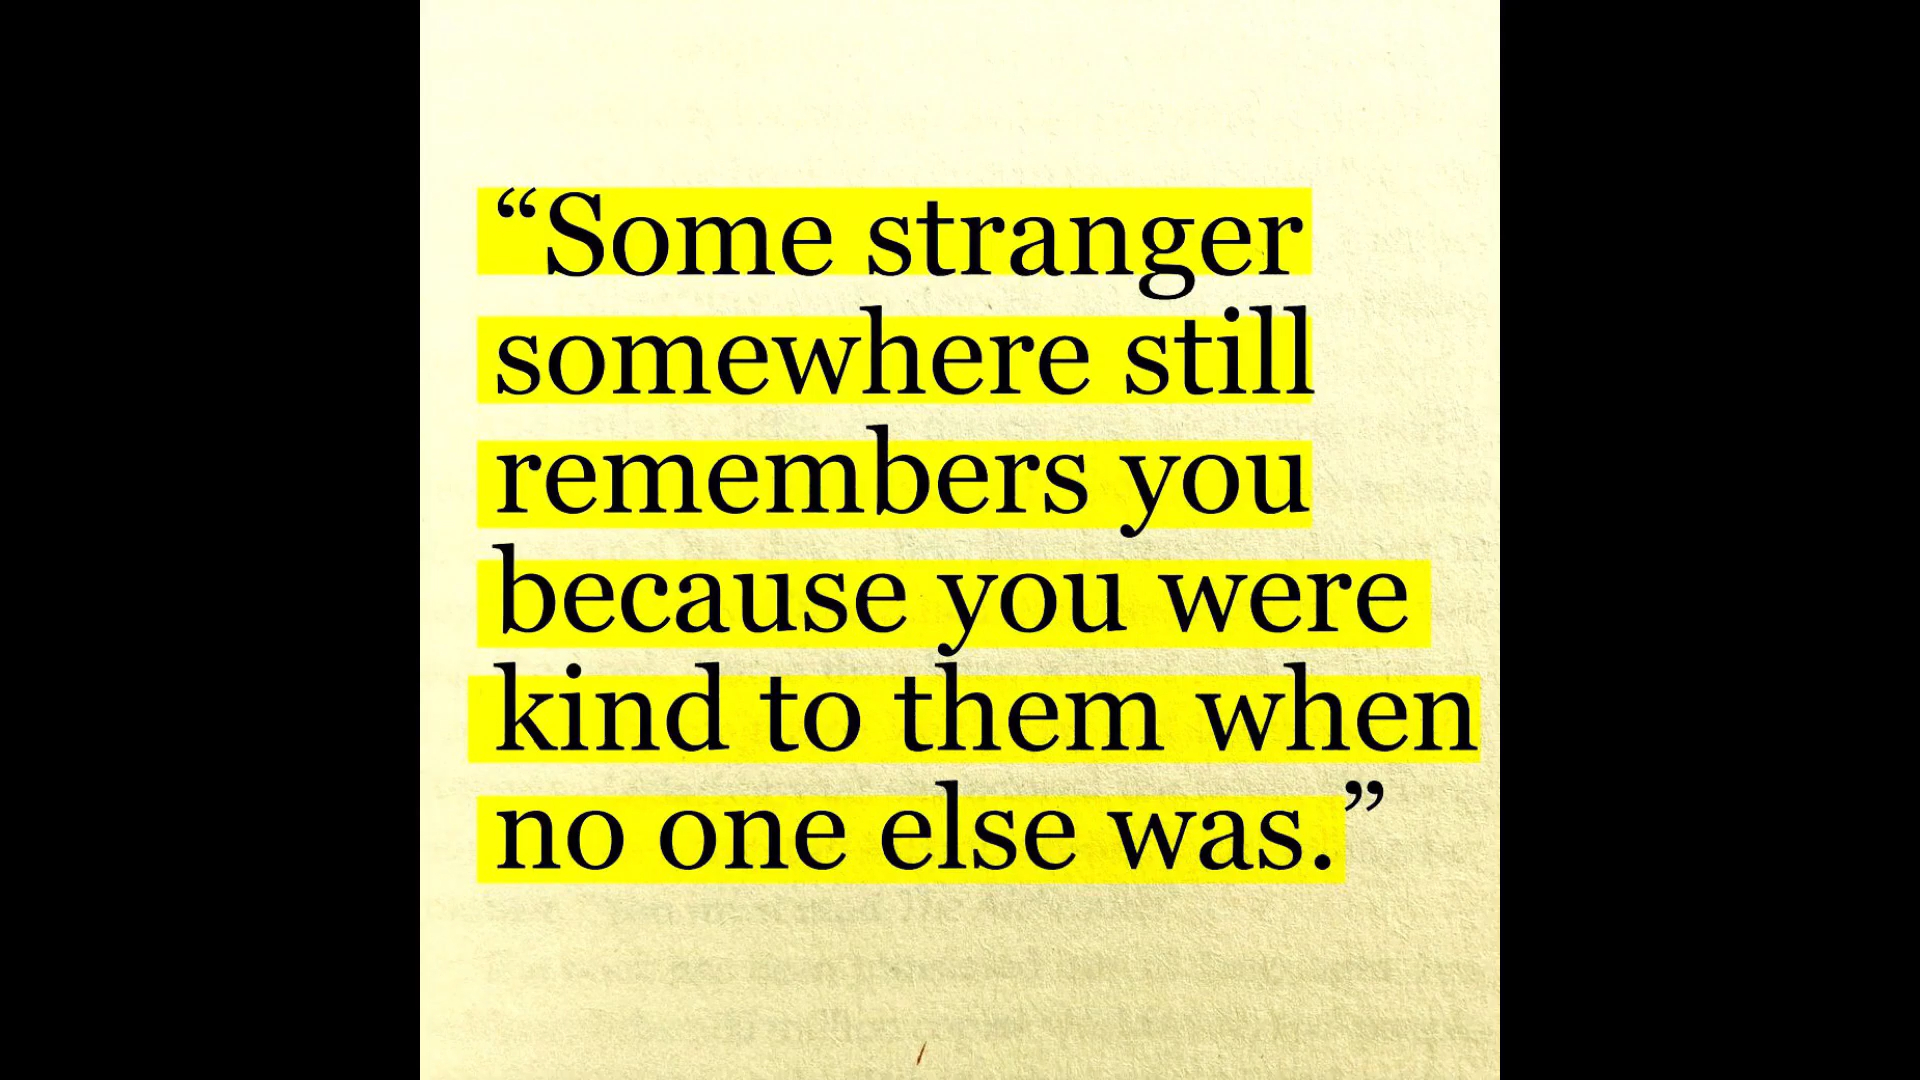 “Some stranger
somewhere still
remembers you
because you were
kind to them when
no one else was.”